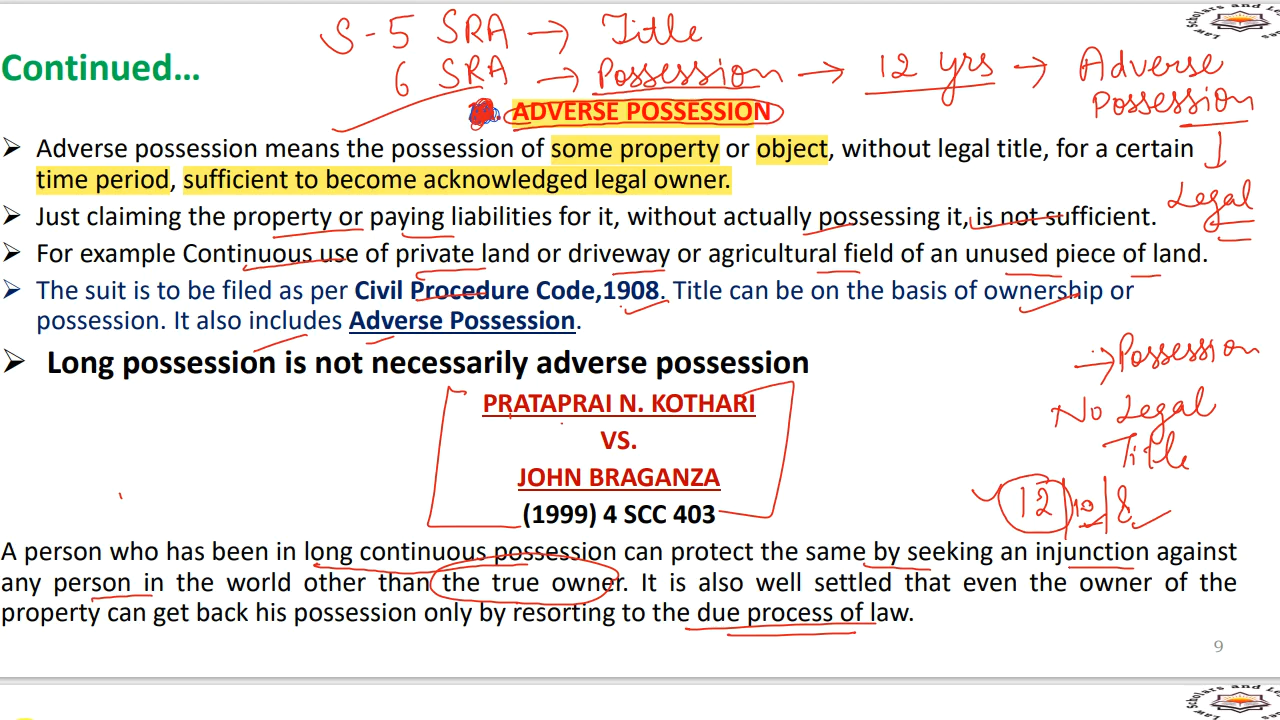 S-5 SRA → Title
Continued...
6 SRA → Possession → 12 yrs → Adverse Possession
ADVERSE POSSESSION
➢ Adverse possession means the possession of some property or object, without legal title, for a certain
time period, sufficient to become acknowledged legal owner.
Legal
➢ Just claiming the property or paying liabilities for it, without actually possessing it, is not sufficient.
➢ For example Continuous use of private land or driveway or agricultural field of an unused piece of land.
➢ The suit is to be filed as per Civil Procedure Code,1908. Title can be on the basis of ownership or
possession. It also includes Adverse Possession.
➢ Long possession is not necessarily adverse possession
→ Possession
No Legal
Title
12 | 10 | 8
PRATAPRAI N. KOTHARI
VS.
JOHN BRAGANZA
(1999) 4 SCC 403
A person who has been in long continuous possession can protect the same by seeking an injunction against
any person in the world other than the true owner. It is also well settled that even the owner of the
property can get back his possession only by resorting to the due process of law.
9